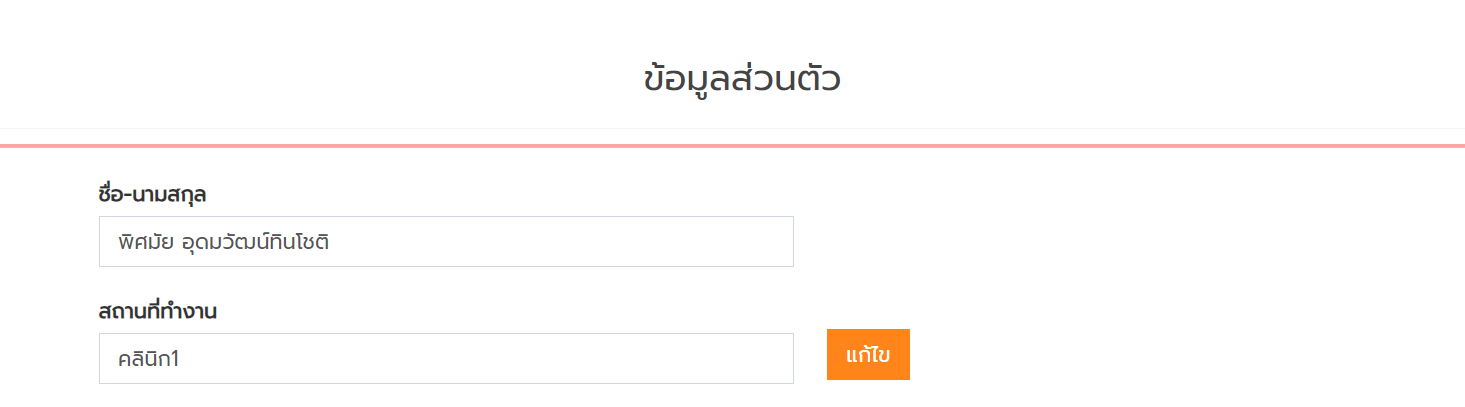 ข้อมูลส่วนตัว
ชื่อ-นามสกุล
พิศมัย อุดมวัฒน์ทินโชติ
สถานที่ทำงาน
คลินิก1
แก้ไข